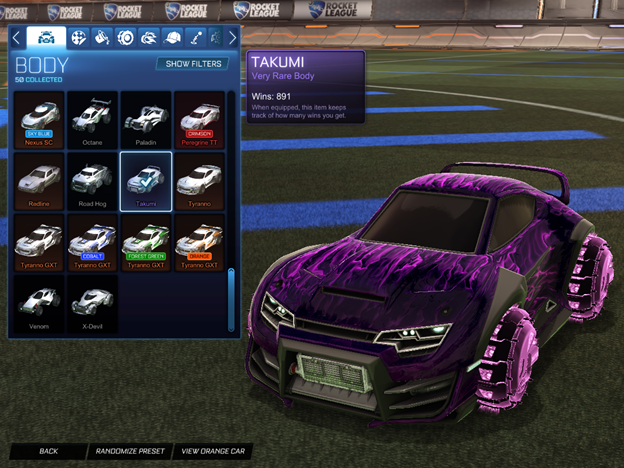 ROCKET LEAGUE
ROCKET LEAGUE
ROCKET LEAGUE
BODY
50 COLLECTED
SHOW FILTERS
SKY BLUE
CRIMSON
Nexus SC
Octane
Paladin
Peregrine TT
Redline
Road Hog
Takumi
Tyranno
COBALT
FOREST GREEN
ORANGE
Tyranno GXT
Tyranno GXT
Tyranno GXT
Tyranno GXT
Venom
X-Devil
TAKUMI
Very Rare Body
Wins: 891
When equipped, this item keeps
track of how many wins you get.
BACK
RANDOMIZE PRESET
VIEW ORANGE CAR